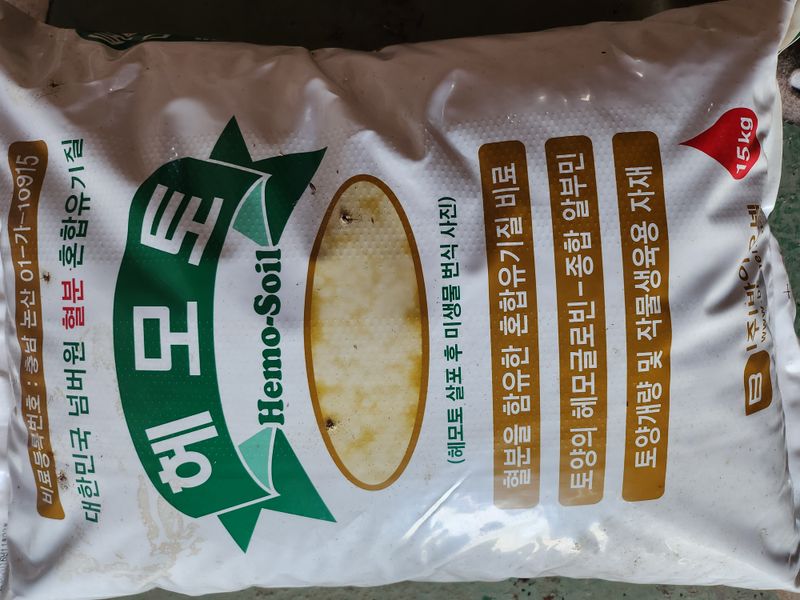 비료등록번호 : 충남 논산 01-가-10915
대한민국 넘버원 혈분 혼합유기질
헤모토
Hemo-Soil
(헤모토 살포 후 미생물 번식 사진)
혈분을 함유한 혼합유기질 비료
토양의 헤모글로빈-종합 알부민
토양개량 및 작물생육용 자재
15kg